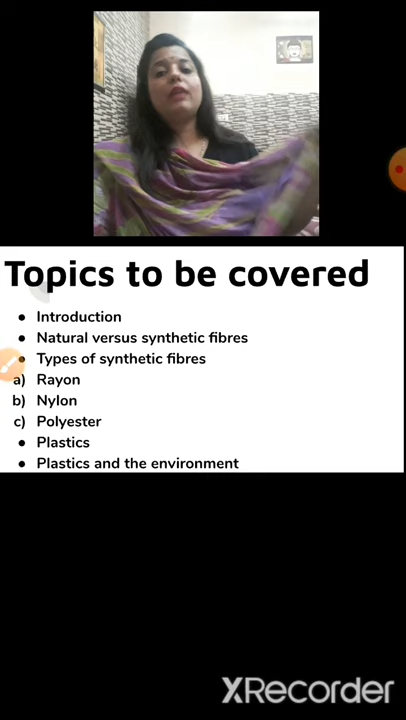 Topics to be covered
• Introduction
• Natural versus synthetic fibres
• Types of synthetic fibres
a) Rayon
b) Nylon
c) Polyester
• Plastics
• Plastics and the environment
XRecorder